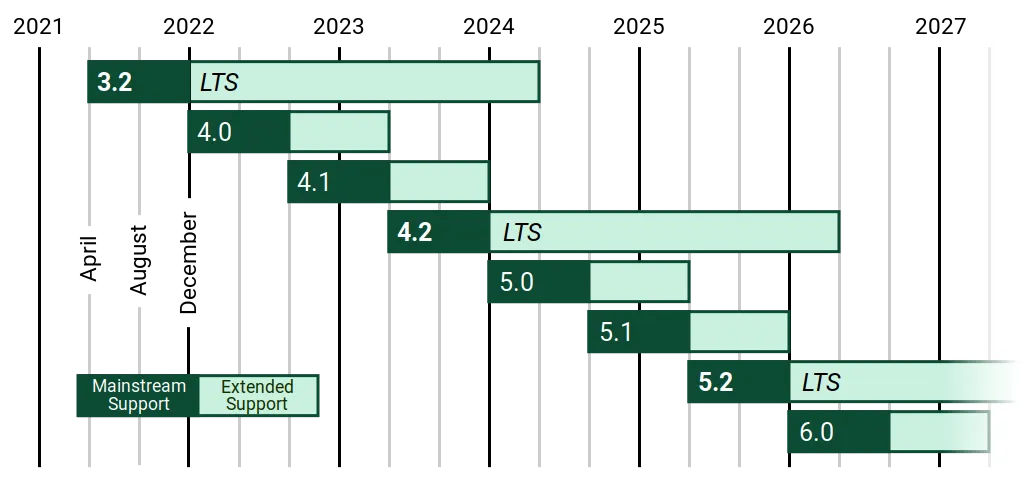 2021 2022 2023 2024 2025 2026 2027
3.2 LTS
4.0
4.1
4.2 LTS
April
August
December
5.0
5.1
5.2 LTS
Mainstream
Support
Extended
Support
6.0